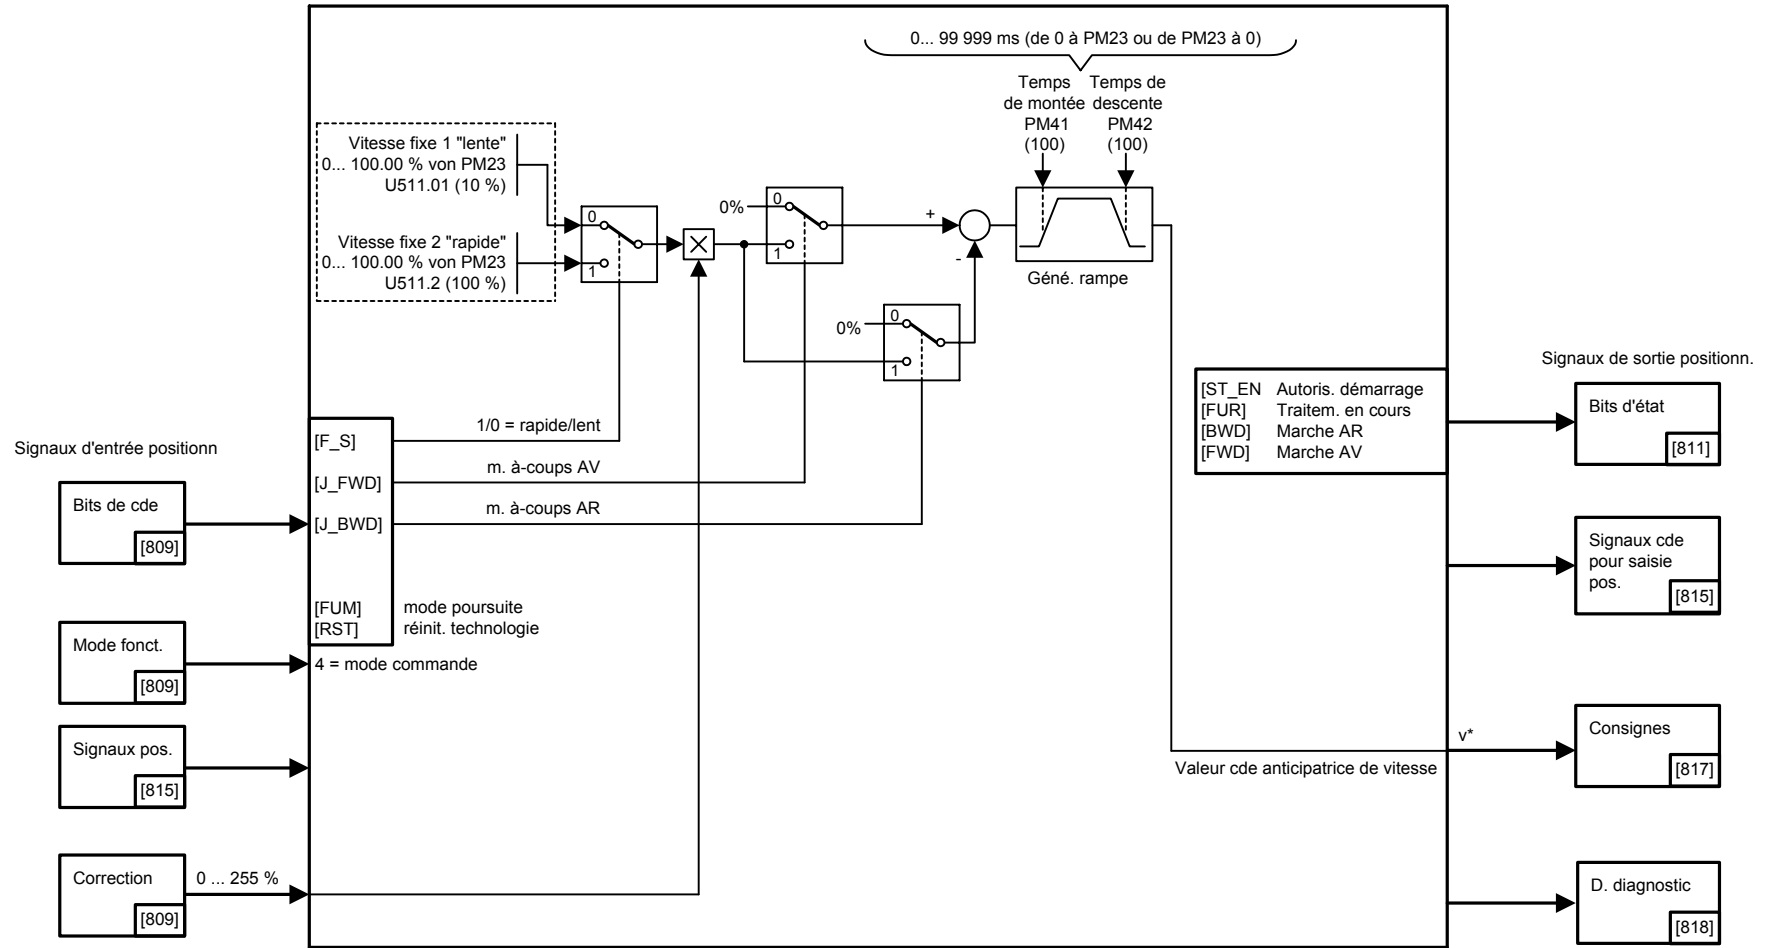 0... 99 999 ms (de 0 à PM23 ou de PM23 à 0)
Temps
de montée
PM41
(100)
Temps de
descente
PM42
(100)
Vitesse fixe 1 "lente"
0... 100.00 % von PM23
U511.01 (10 %)
Vitesse fixe 2 "rapide"
0... 100.00 % von PM23
U511.2 (100 %)
0
1
0%
0
1
+
-
Géné. rampe
0%
0
1
Signaux d'entrée positionn
Bits de cde
[809]
Mode fonct.
[809]
Signaux pos.
[815]
Correction
[809]
0 ... 255 %
[F_S]
1/0 = rapide/lent
[J_FWD]
m. à-coups AV
[J_BWD]
m. à-coups AR
[FUM] mode poursuite
[RST] réinit. technologie
4 = mode commande
[ST_EN Autoris. démarrage
[FUR] Traitem. en cours
[BWD] Marche AR
[FWD] Marche AV
Valeur cde anticipatrice de vitesse
v*
Signaux de sortie positionn.
Bits d'état
[811]
Signaux cde
pour saisie
pos.
[815]
Consignes
[817]
D. diagnostic
[818]